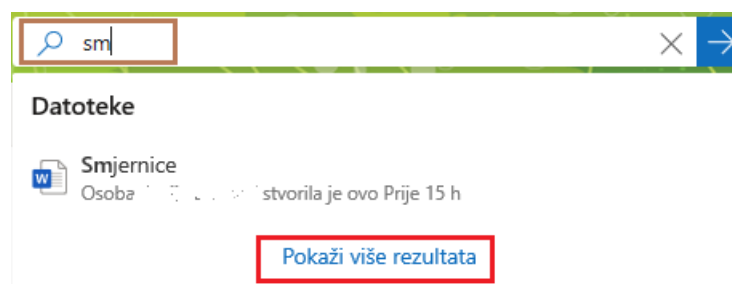 sm
Datoteke
Smjernice
Osoba stvorila je ovo Prije 15 h
Pokaži više rezultata